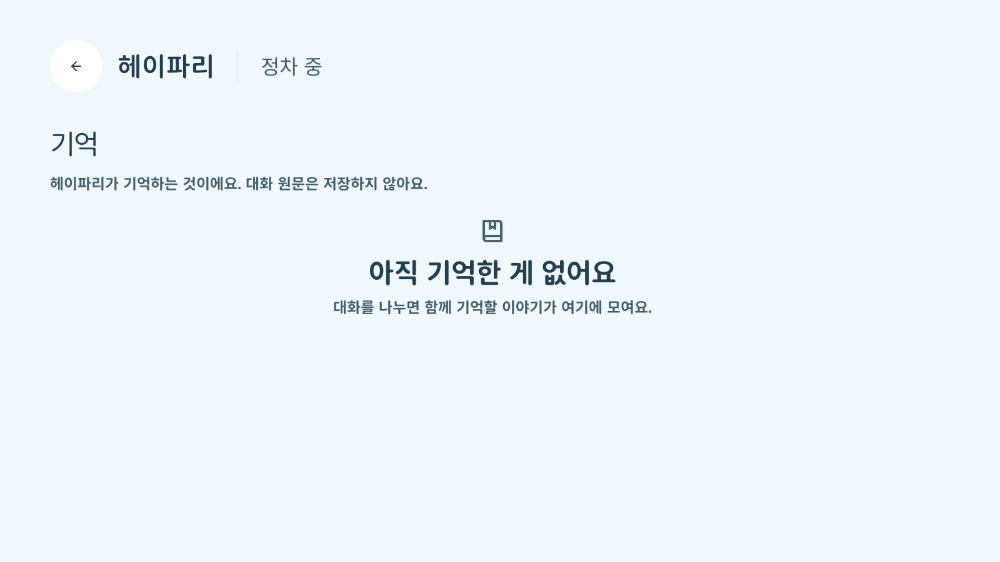 헤이파리
정차 중
기억
헤이파리가 기억하는 것이에요. 대화 원문은 저장하지 않아요.
아직 기억한 게 없어요
대화를 나누면 함께 기억할 이야기가 여기에 모여요.